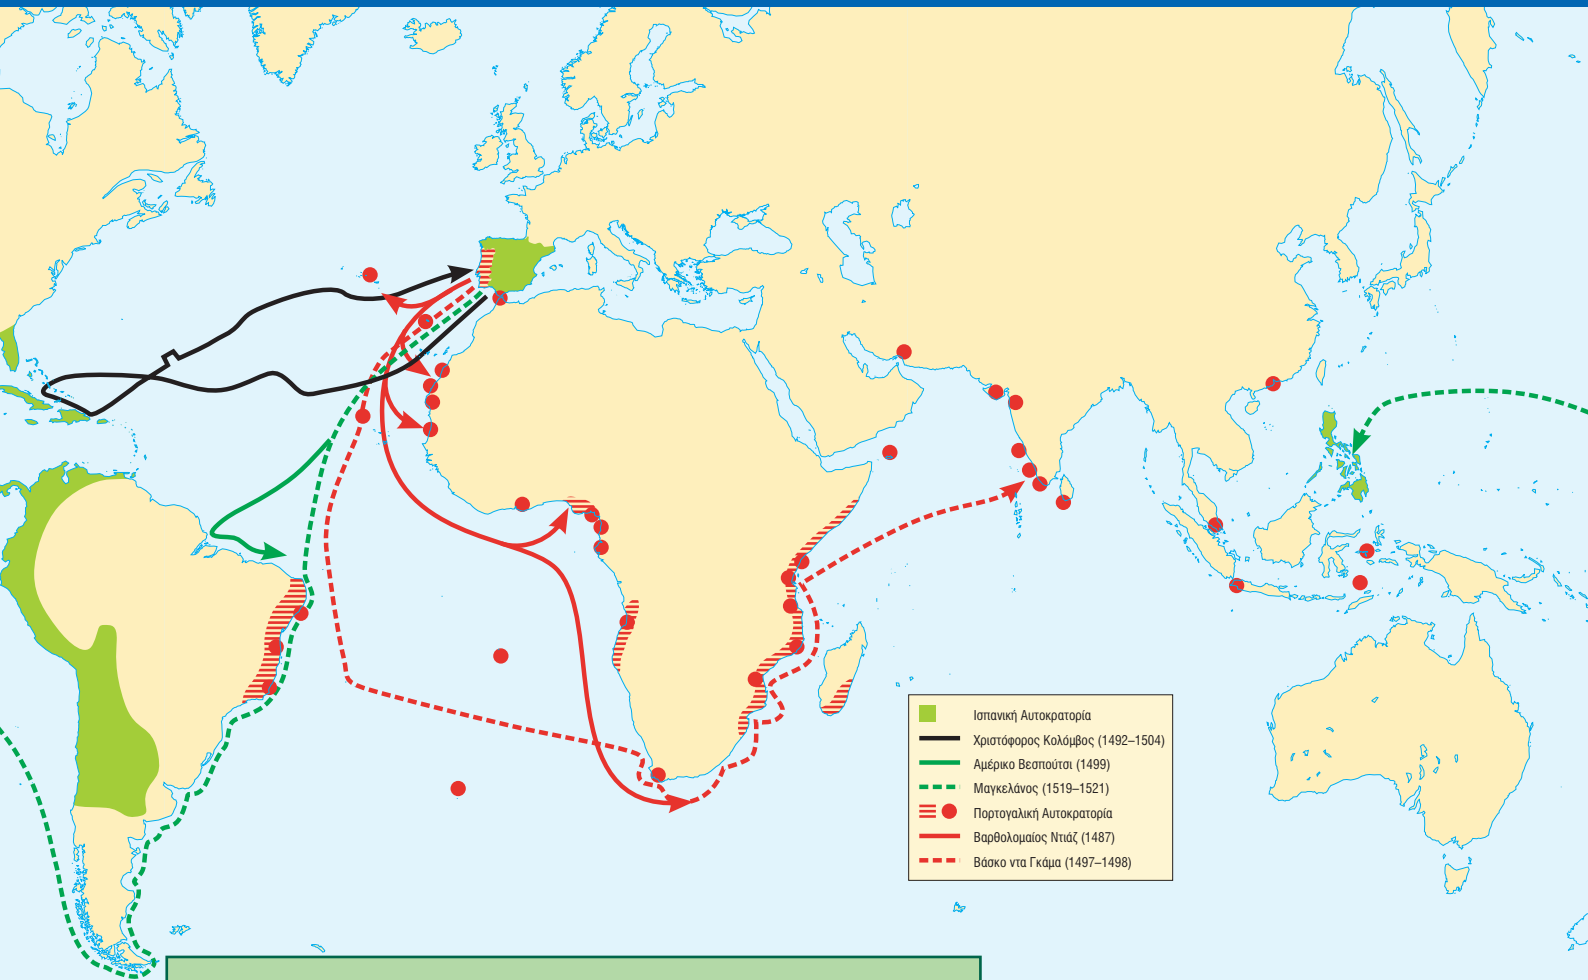 Ισπανική Αυτοκρατορία
Χριστόφορος Κολόμβος (1492–1504)
Αμέρικο Βεσπούτσι (1499)
Μαγκελάνος (1519–1521)
Πορτογαλική Αυτοκρατορία
Βαρθολομαίος Ντιάζ (1487)
Βάσκο ντα Γκάμα (1497–1498)